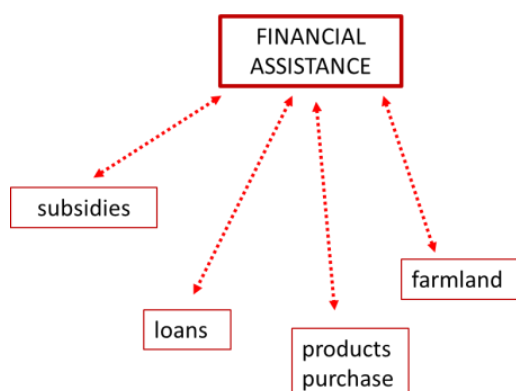 FINANCIAL
ASSISTANCE
subsidies
farmland
loans
products
purchase